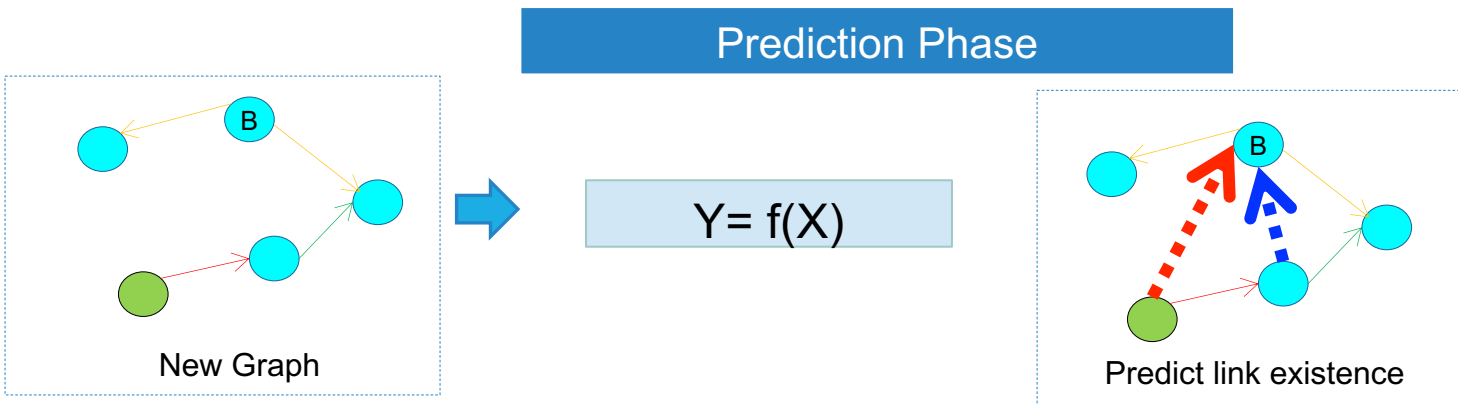 Prediction Phase
B
New Graph
Y= f(X)
B
Predict link existence